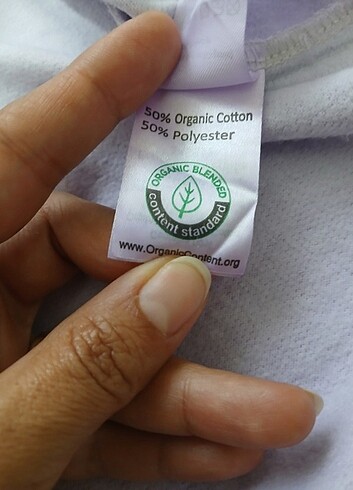 50% Organic Cotton
50% Polyester
ORGANIC BLENDED
content standard
www.OrganicContent.org